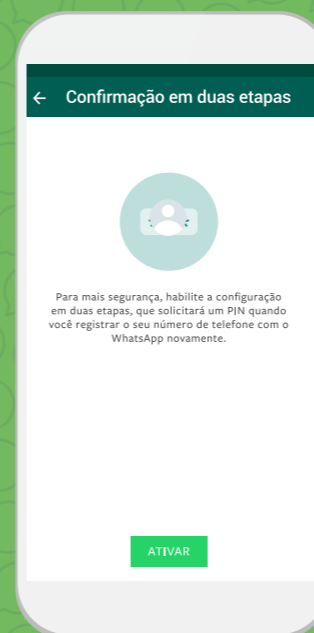 Confirmação em duas etapas
Para mais segurança, habilite a configuração
em duas etapas, que solicitará um PIN quando
você registrar o seu número de telefone com o
WhatsApp novamente.
ATIVAR